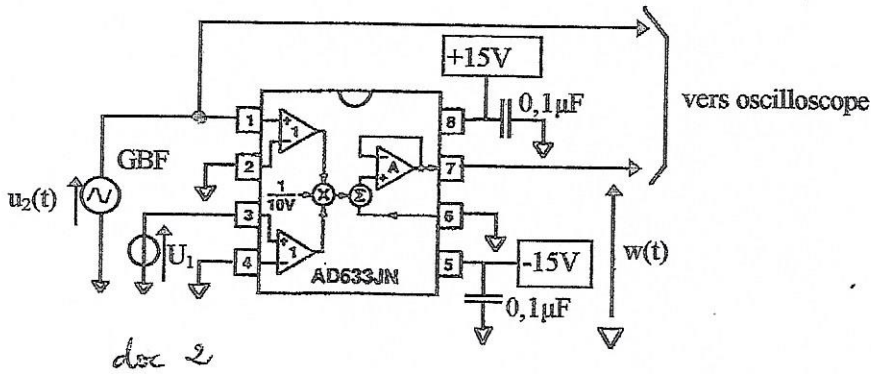 +15V
0,1µF
vers oscilloscope
1
8
GBF
2
7
A
u₂(t)
1
10V
X
Σ
3
6
U₁
w(t)
4
1
5
-15V
AD633JN
0,1µF
doc 2